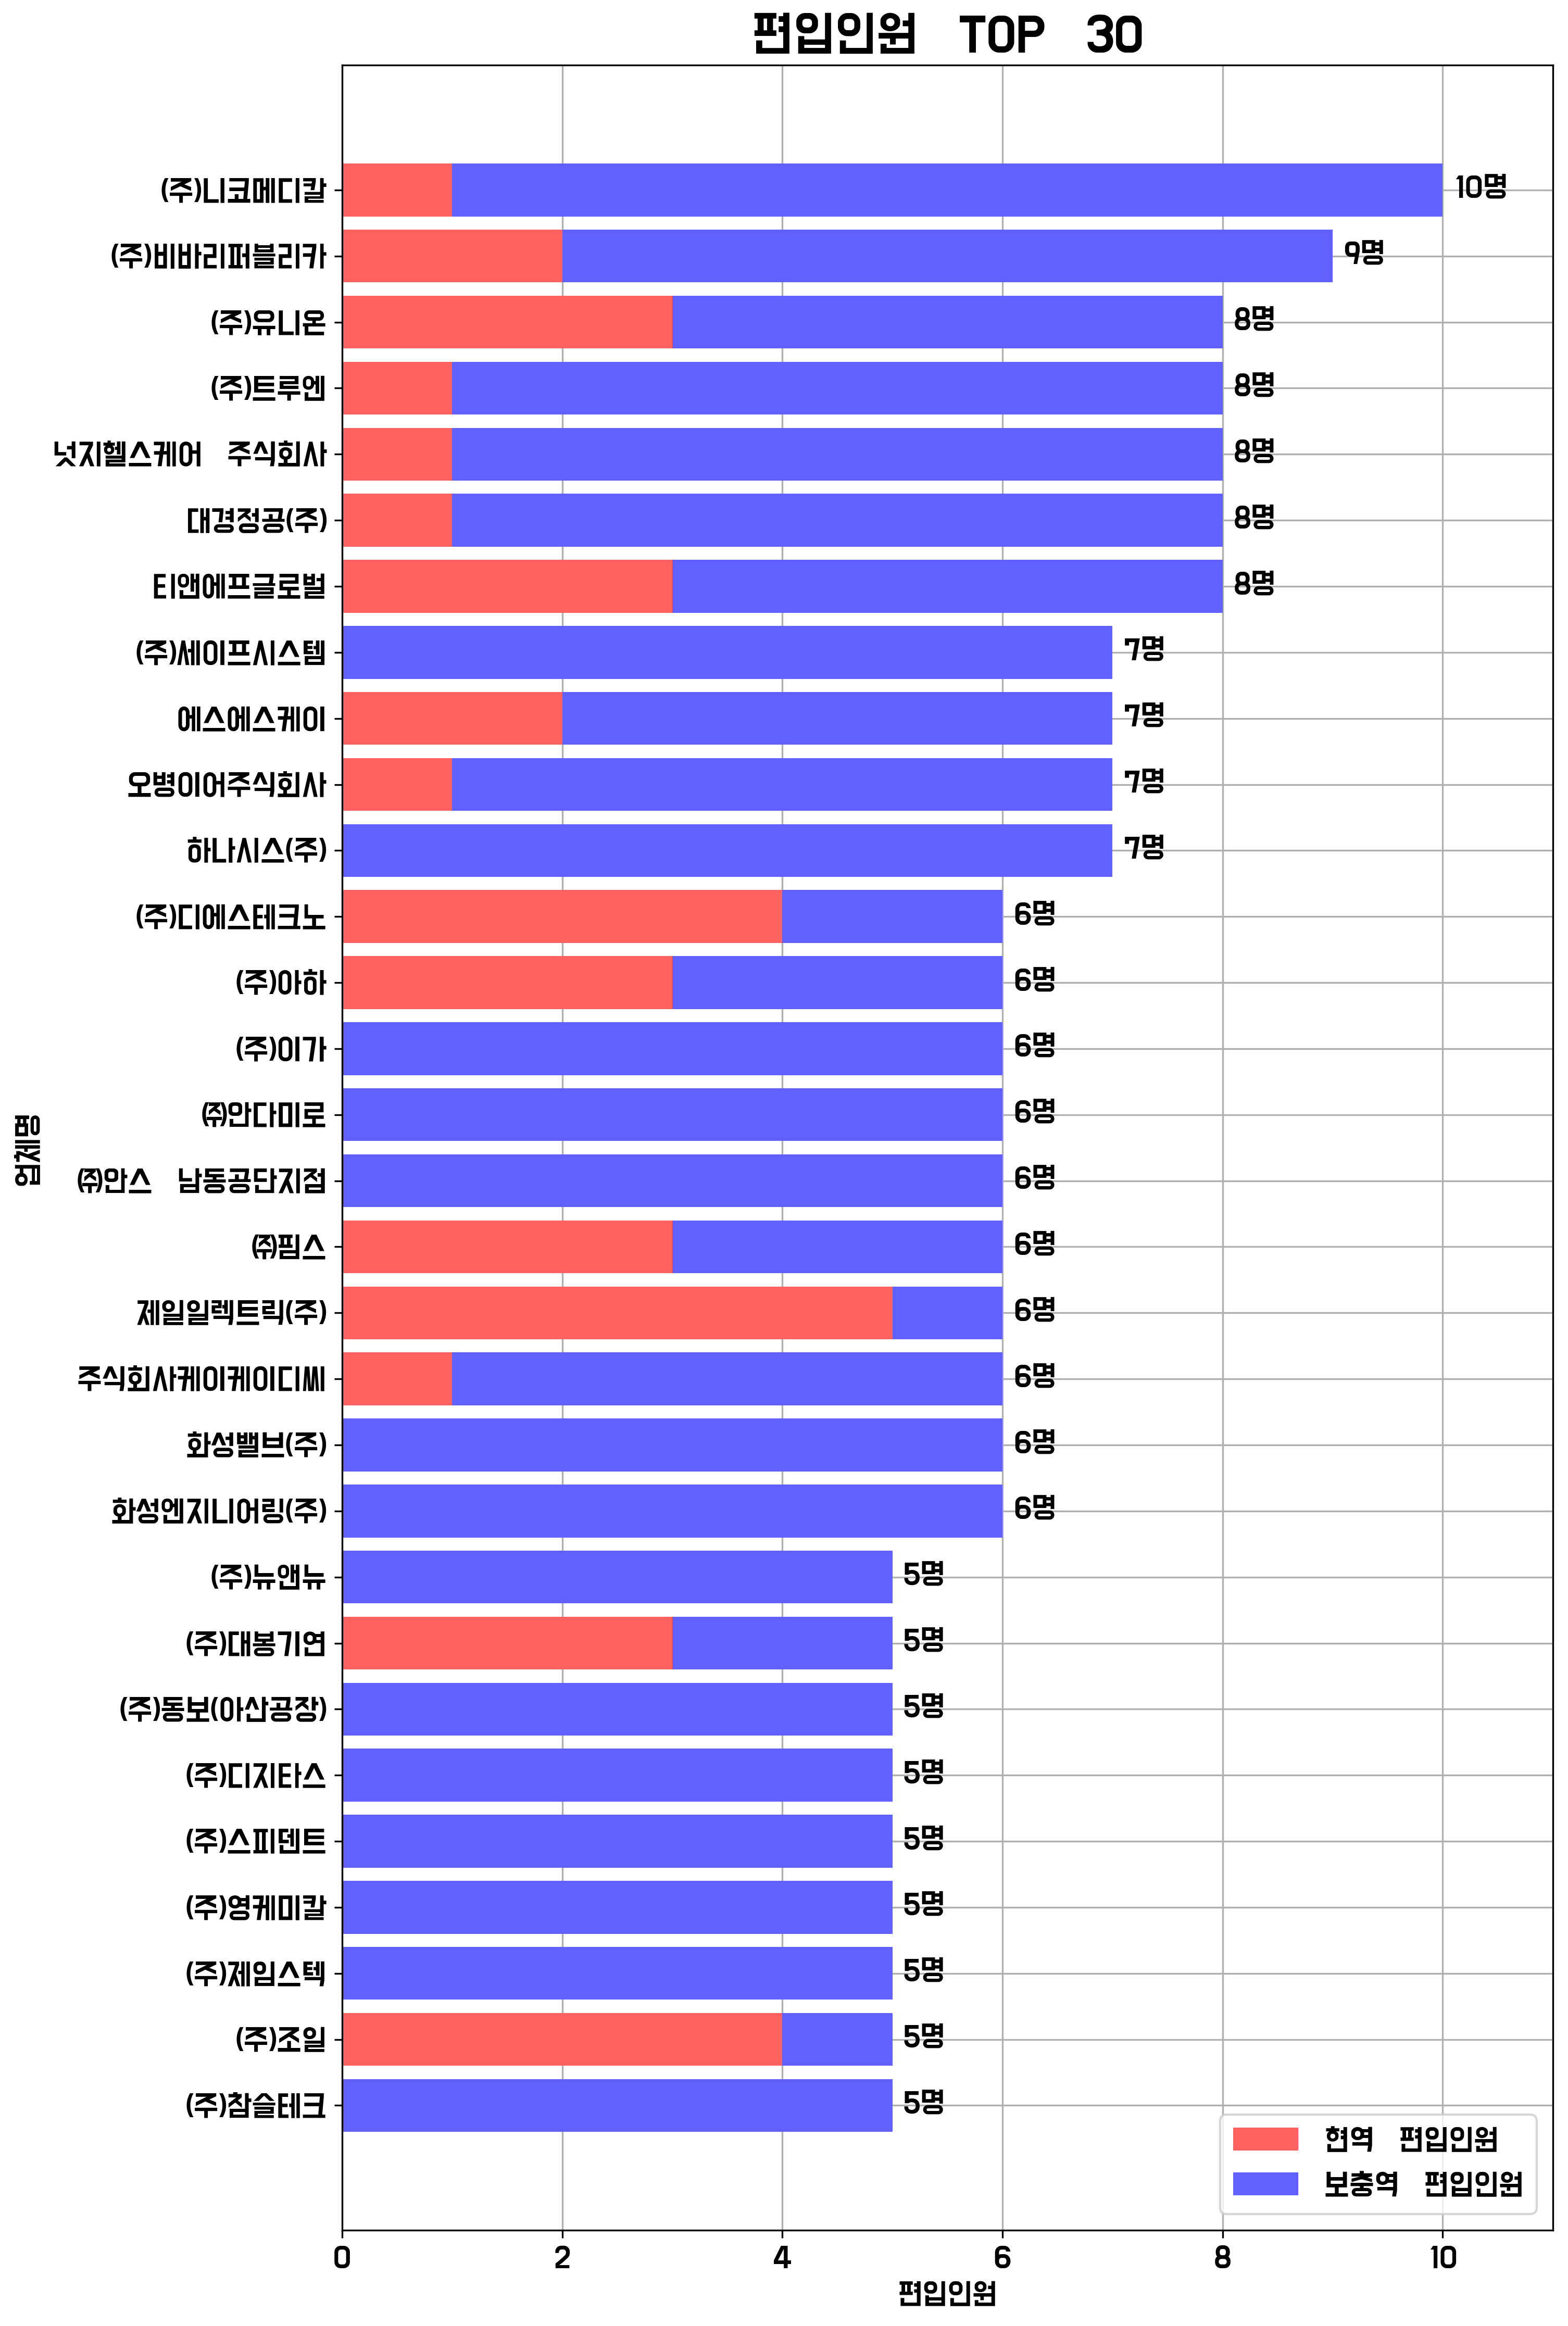 편입인원 TOP 30
(주)니코메디칼 10명
(주)비바리퍼블리카 9명
(주)유니온 8명
(주)트루엔 8명
넛지헬스케어 주식회사 8명
대경정공(주) 8명
티앤에프글로벌 8명
(주)세이프시스템 7명
에스에스케이 7명
오병이어주식회사 7명
하나시스(주) 7명
(주)디에스테크노 6명
(주)아하 6명
(주)이가 6명
㈜안다미로 6명
㈜안스 남동공단지점 6명
㈜핌스 6명
제일일렉트릭(주) 6명
주식회사케이케이디씨 6명
화성밸브(주) 6명
화성엔지니어링(주) 6명
(주)뉴앤뉴 5명
(주)대봉기연 5명
(주)동보(아산공장) 5명
(주)디지타스 5명
(주)스피덴트 5명
(주)영케미칼 5명
(주)제임스텍 5명
(주)조일 5명
(주)참슬테크 5명
업체명
현역 편입인원
보충역 편입인원
0 2 4 6 8 10
편입인원